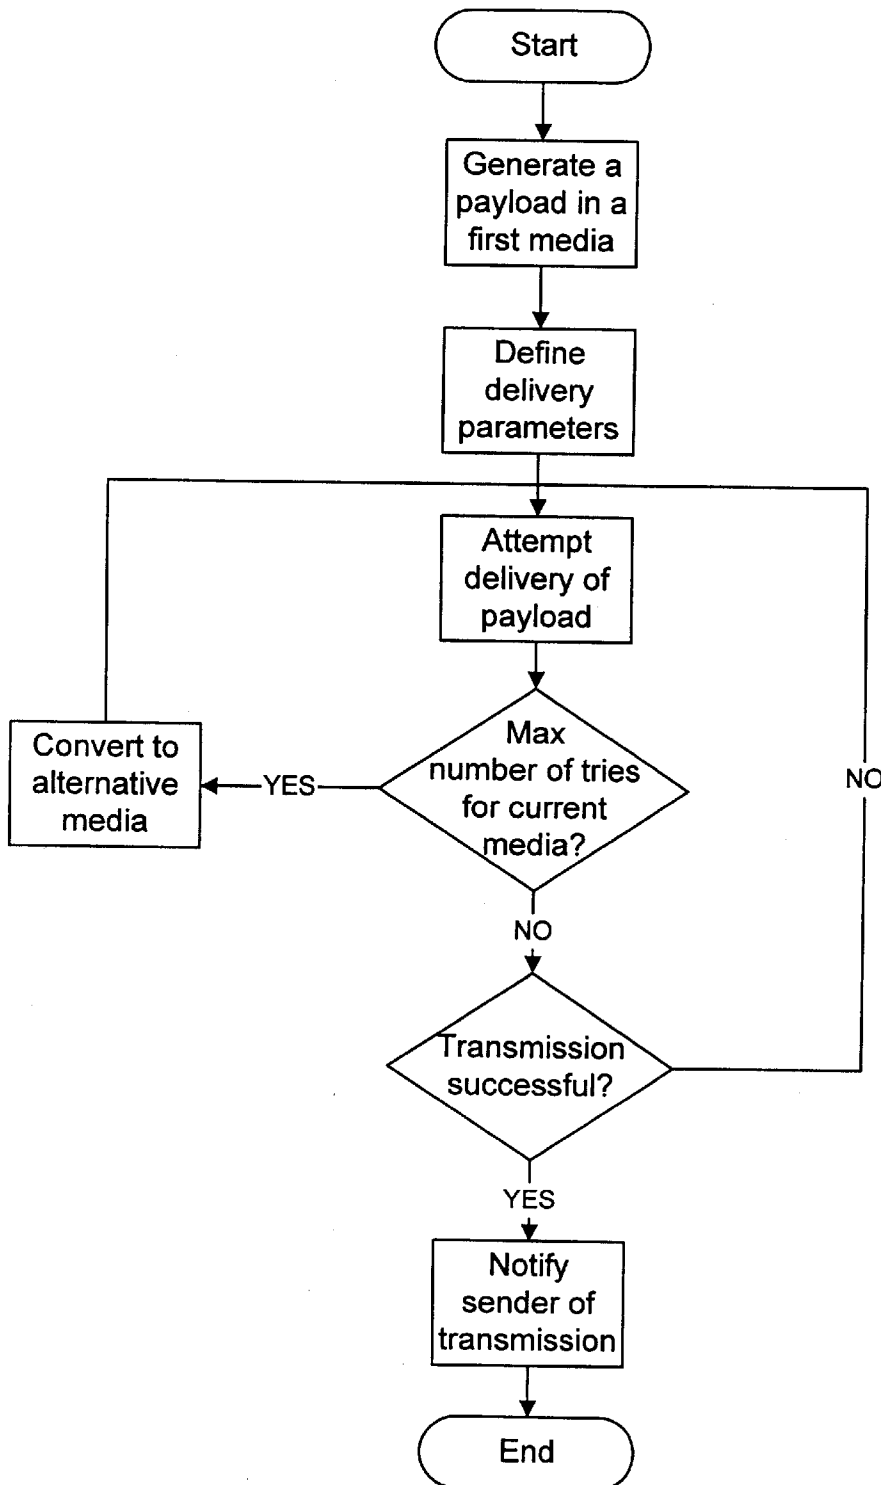 Start
Generate a
payload in a
first media
Define
delivery
parameters
Attempt
delivery of
payload
Max
number of tries
for current
media?
YES
Convert to
alternative
media
NO
NO
Transmission
successful?
YES
Notify
sender of
transmission
End